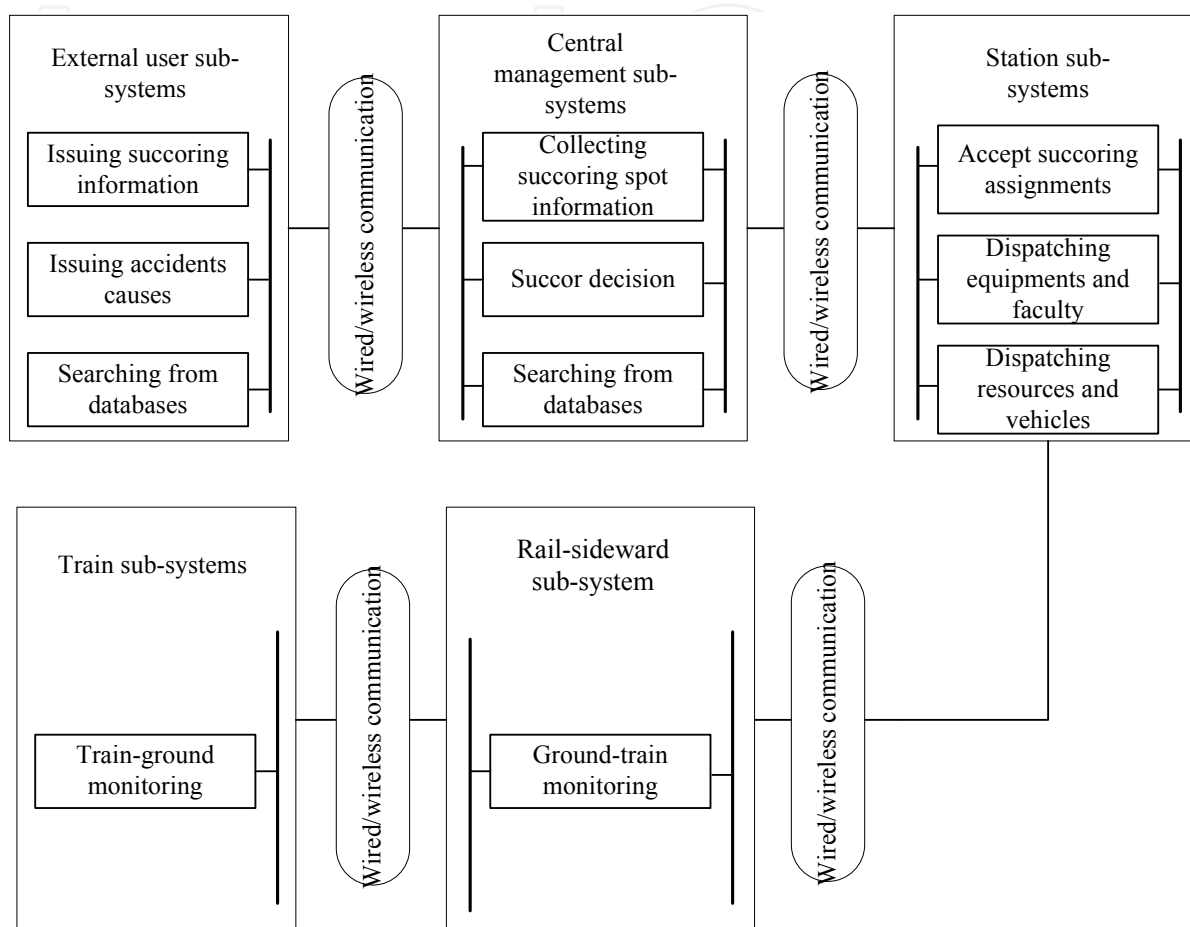 External user sub-
systems
Issuing succoring
information
Issuing accidents
causes
Searching from
databases
Wired/wireless communication
Central
management sub-
systems
Collecting
succoring spot
information
Succor decision
Searching from
databases
Wired/wireless communication
Station sub-
systems
Accept succoring
assignments
Dispatching
equipments and
faculty
Dispatching
resources and
vehicles
Train sub-systems
Train-ground
monitoring
Wired/wireless communication
Rail-sideward
sub-system
Ground-train
monitoring
Wired/wireless communication